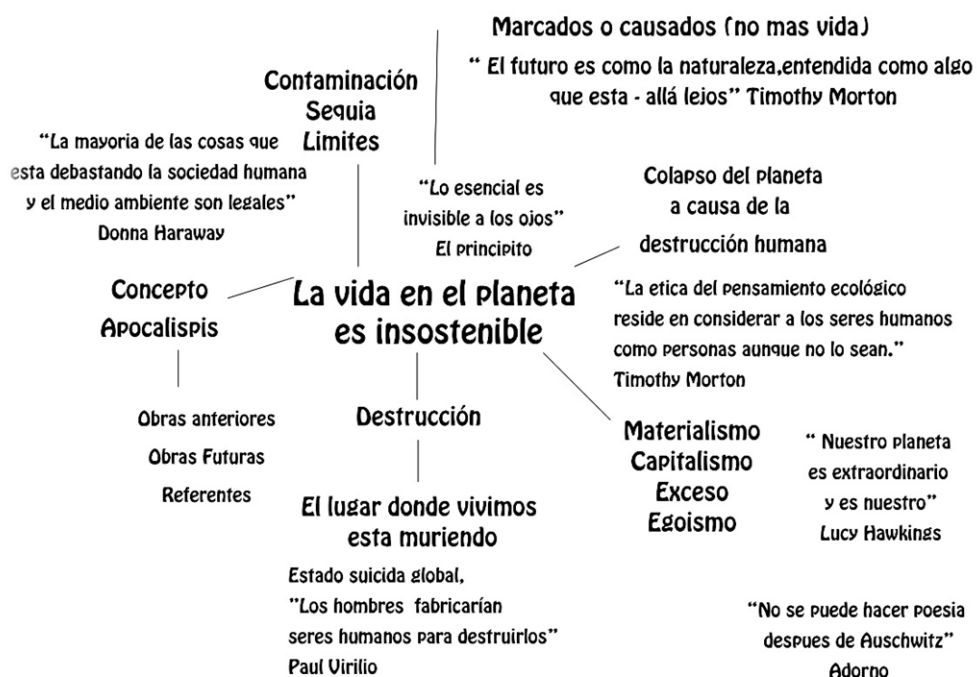 Marcados o causados (no mas vida)
“ El futuro es como la naturaleza,entendida como algo
que esta - allá lejos” Timothy Morton
Contaminación
Sequia
Limites
“La mayoria de las cosas que
esta debastando la sociedad humana
y el medio ambiente son legales”
Donna Haraway
“Lo esencial es
invisible a los ojos”
El principito
Colapso del planeta
a causa de la
destrucción humana
Concepto
Apocalispis
La vida en el planeta
es insostenible
“La etica del pensamiento ecológico
reside en considerar a los seres humanos
como personas aunque no lo sean.”
Timothy Morton
Obras anteriores
Obras Futuras
Referentes
Destrucción
El lugar donde vivimos
esta muriendo
Estado suicida global,
”Los hombres fabricarían
seres humanos para destruirlos”
Paul Virilio
Materialismo
Capitalismo
Exceso
Egoismo
“ Nuestro planeta
es extraordinario
y es nuestro”
Lucy Hawkings
“No se puede hacer poesia
despues de Auschwitz”
Adorno